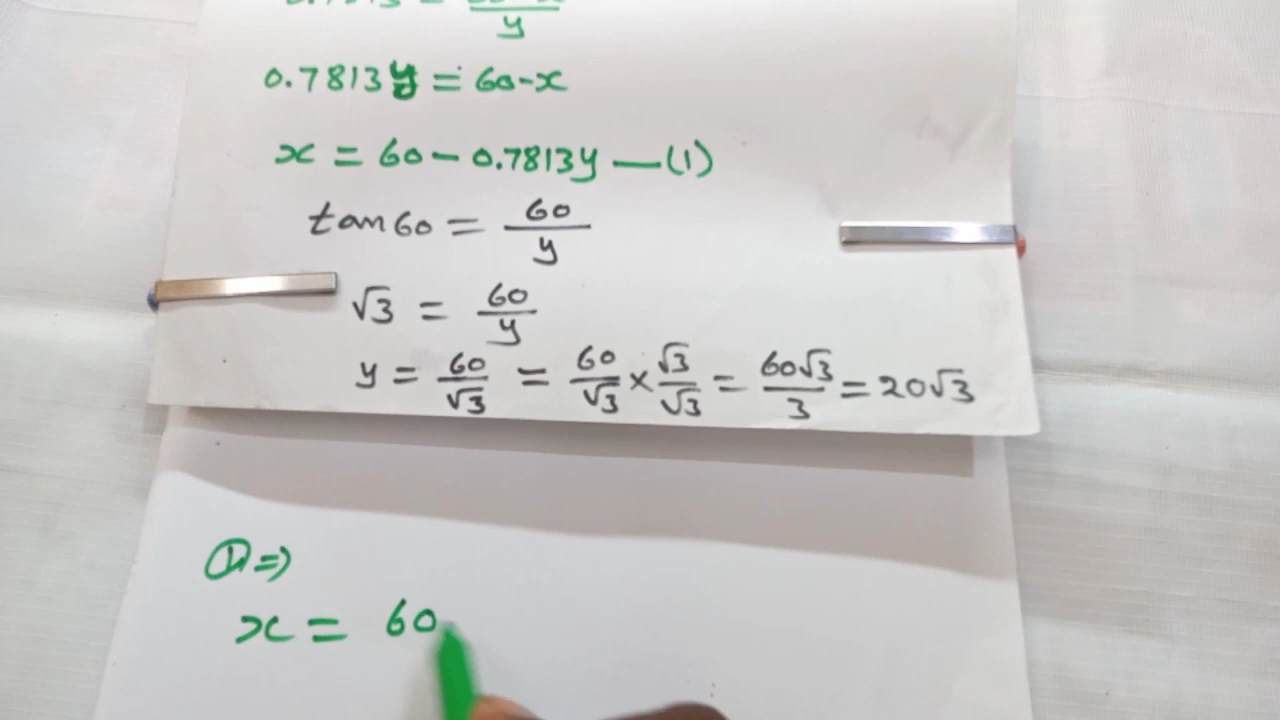 y
0.7813y = 60-x
x = 60 - 0.7813y —(1)
tan60 = 60/y
√3 = 60/y
y = 60/√3 = 60/√3 × √3/√3 = 60√3/3 = 20√3
①=>
x = 60